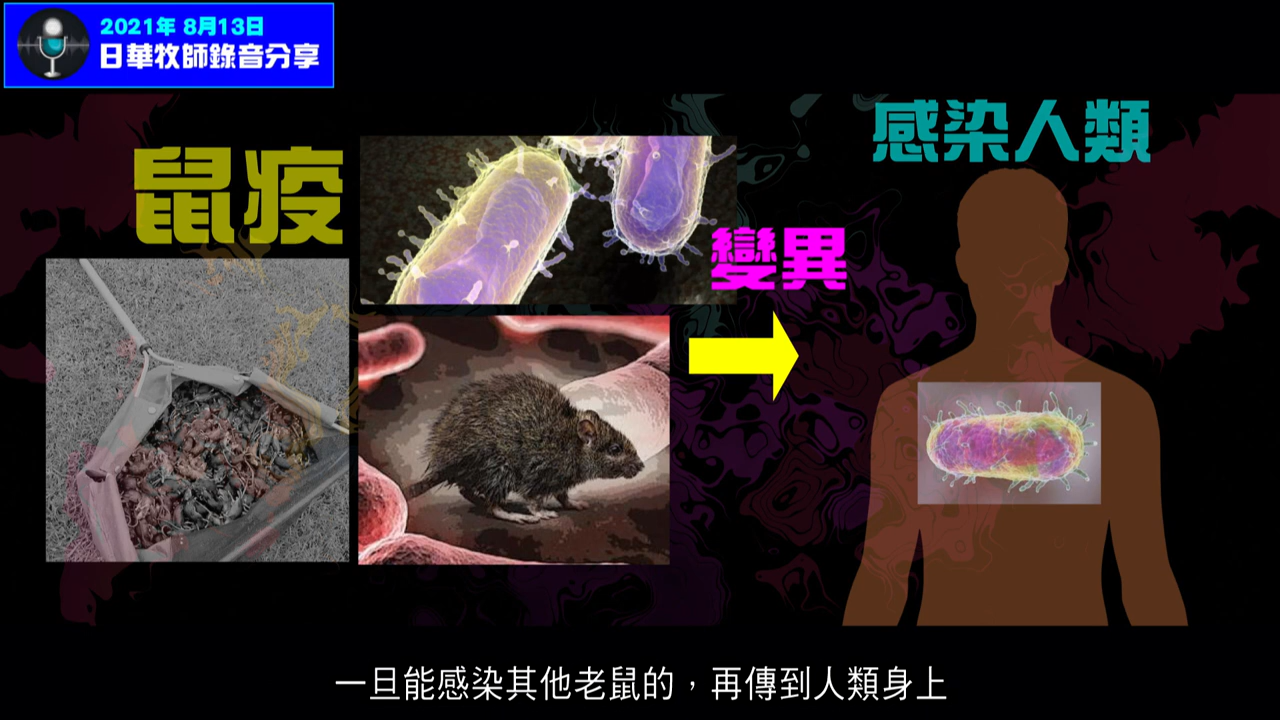 2021年 8月13日
日華牧師錄音分享
感染人類
鼠疫
變異
一旦能感染其他老鼠的，再傳到人類身上